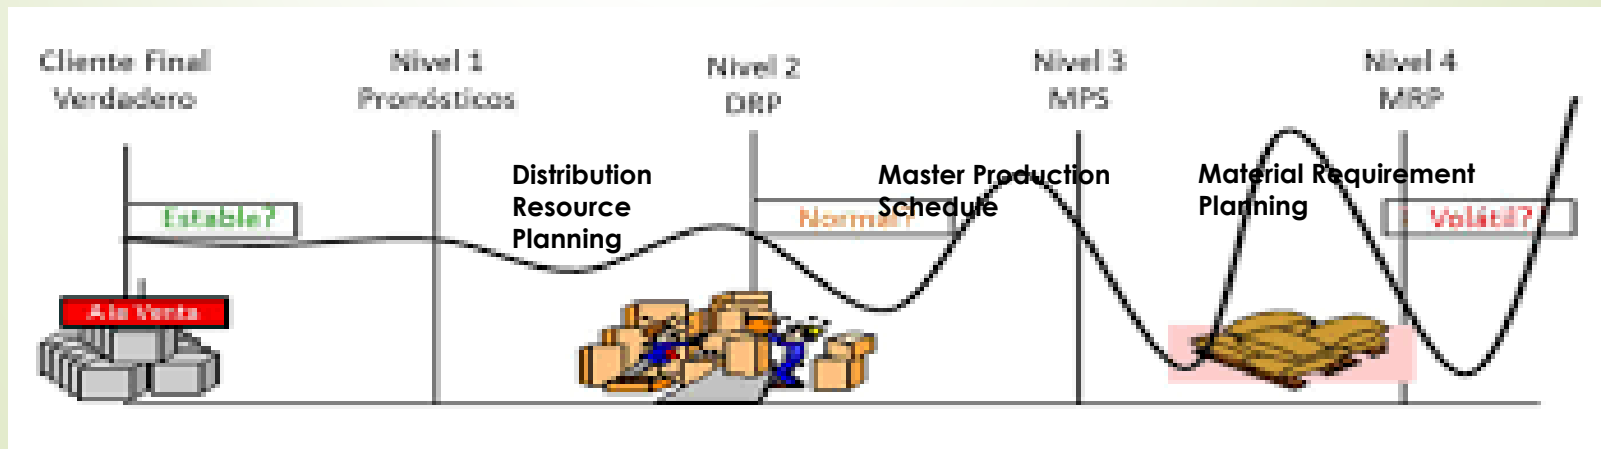 Cliente Final
Verdadero
Nivel 1
Pronósticos
Nivel 2
DRP
Nivel 3
MPS
Nivel 4
MRP
Distribution
Resource
Planning
Master Production
Schedule
Material Requirement
Planning
Estable?
Normal?
Volátil?
A la Venta